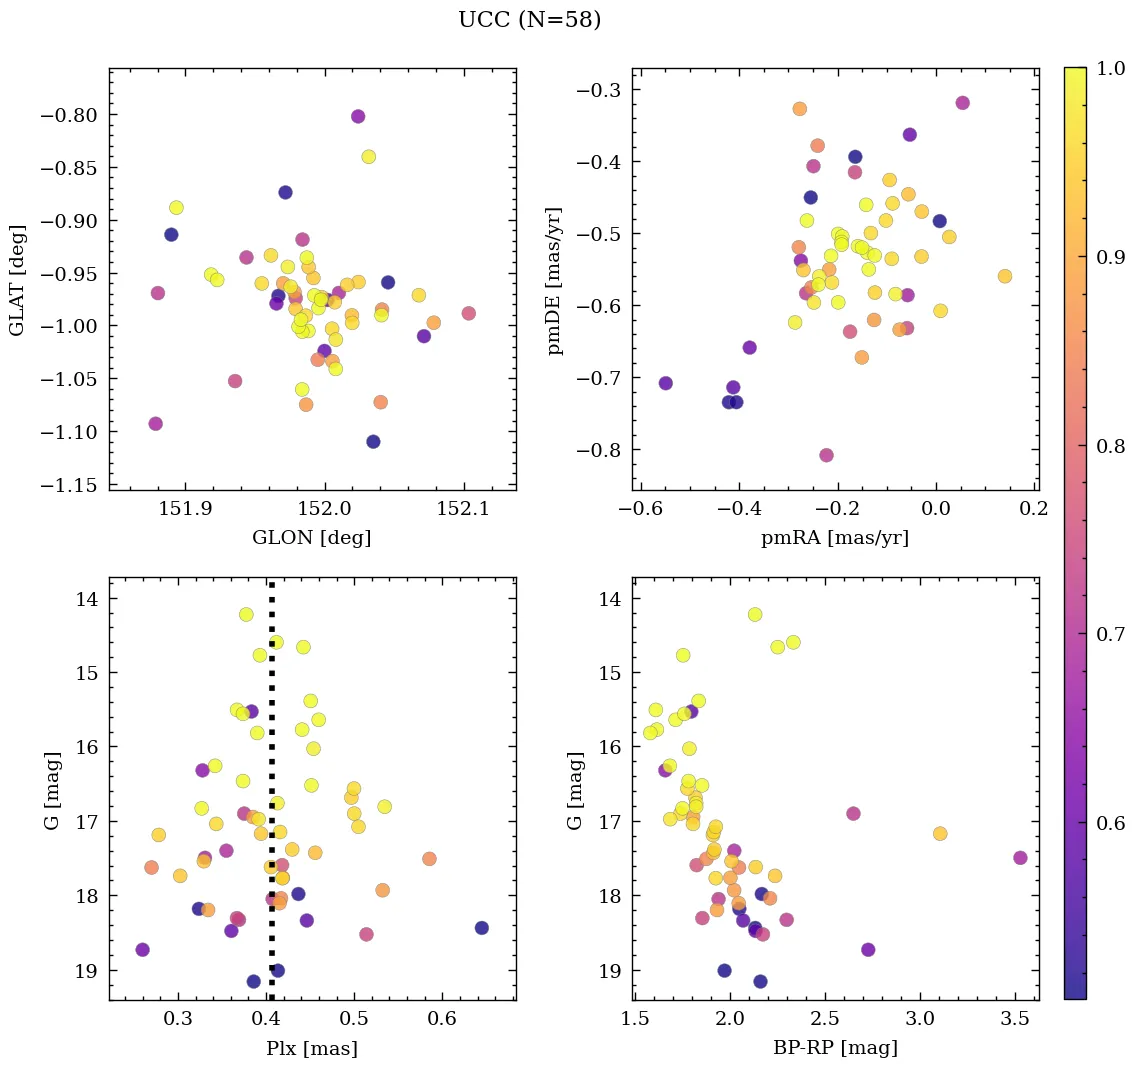 UCC (N=58)
−0.80
−0.85
−0.90
−0.95
−1.00
−1.05
−1.10
−1.15
GLAT [deg]
151.9 152.0 152.1
GLON [deg]
−0.3
−0.4
−0.5
−0.6
−0.7
−0.8
pmDE [mas/yr]
−0.6 −0.4 −0.2 0.0 0.2
pmRA [mas/yr]
14
15
16
17
18
19
G [mag]
0.3 0.4 0.5 0.6
Plx [mas]
14
15
16
17
18
19
G [mag]
1.5 2.0 2.5 3.0 3.5
BP-RP [mag]
1.0
0.9
0.8
0.7
0.6